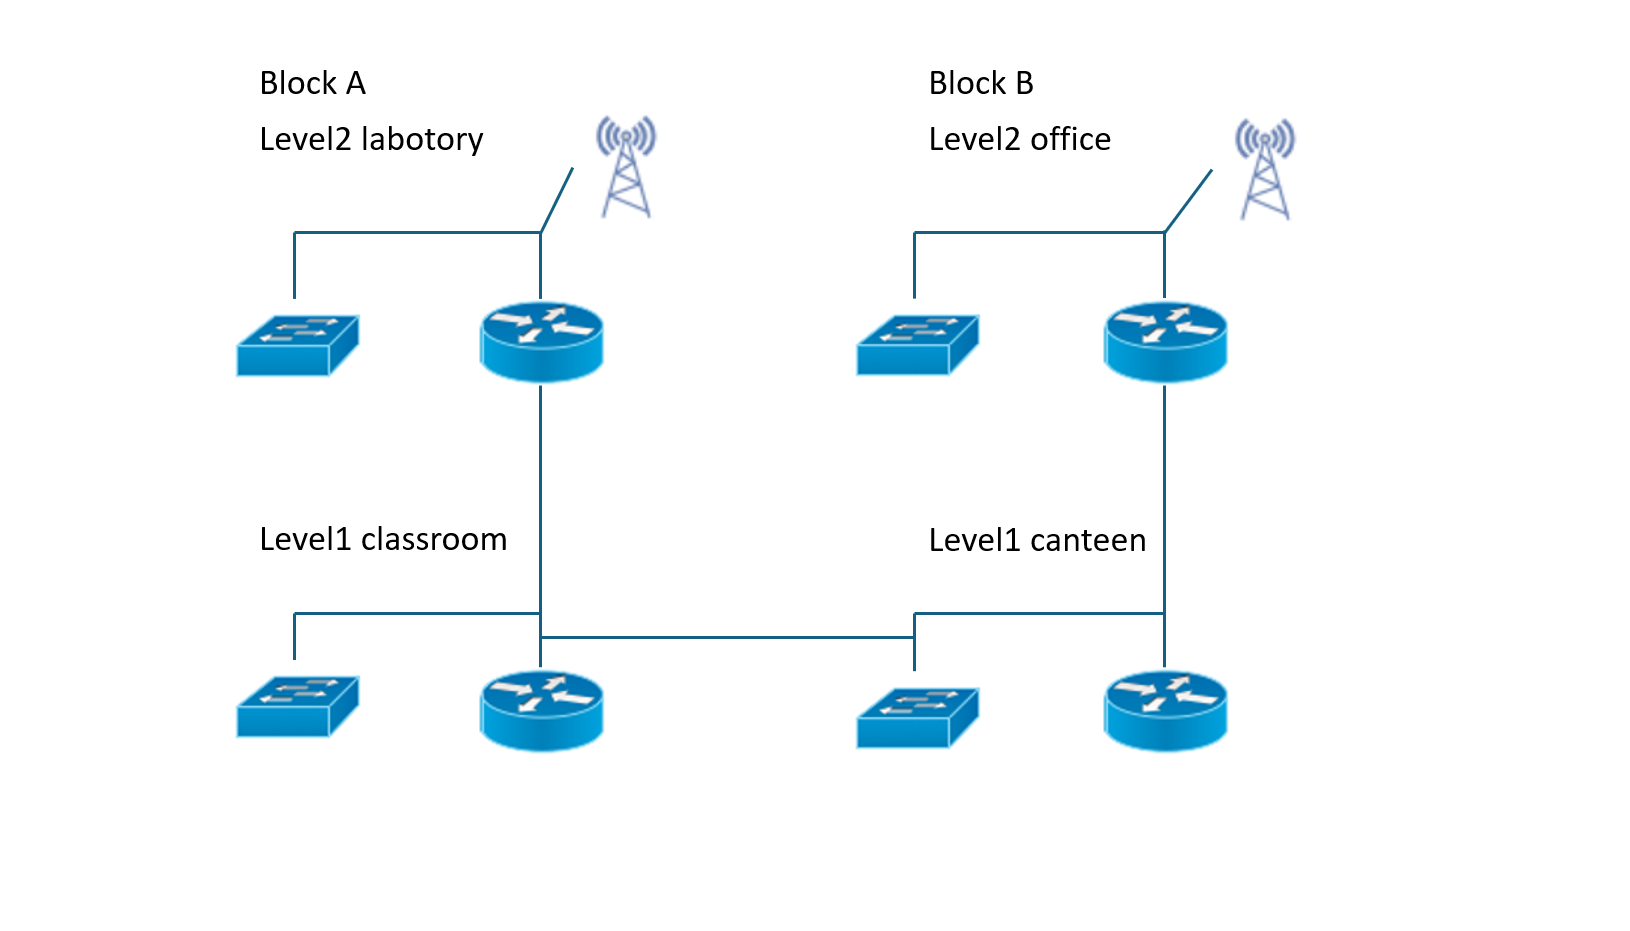 Block A
Level2 labotory
Block B
Level2 office
Level1 classroom
Level1 canteen